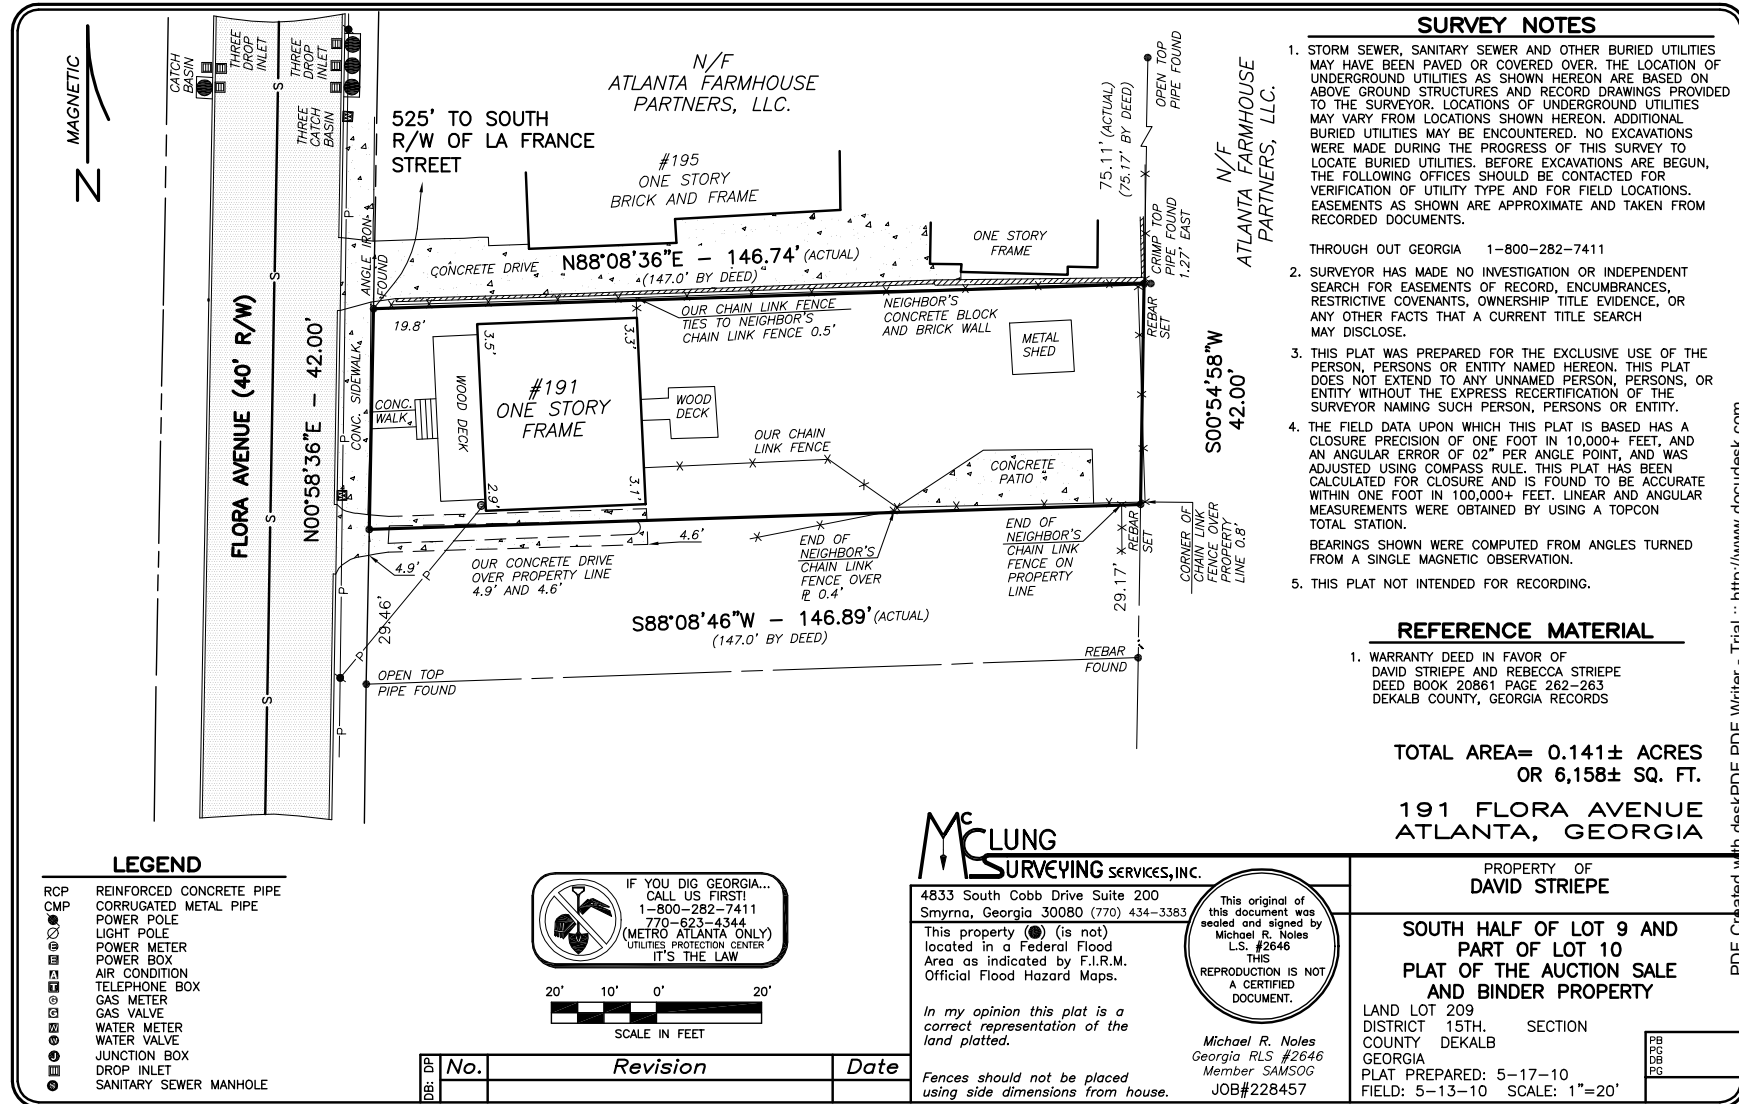 MAGNETIC
N
CATCH
BASIN
THREE
DROP
INLET
THREE
DROP
INLET
THREE
CATCH
BASIN
S
S
S
S
P
P
P
P
P
P
P
FLORA AVENUE (40' R/W)
N00°58'36"E - 42.00'
CONC. SIDEWALK
ANGLE IRON
FOUND
525' TO SOUTH
R/W OF LA FRANCE
STREET
N/F
ATLANTA FARMHOUSE
PARTNERS, LLC.
#195
ONE STORY
BRICK AND FRAME
CONCRETE DRIVE
N88°08'36"E - 146.74' (ACTUAL)
(147.0' BY DEED)
ONE STORY
FRAME
75.11' (ACTUAL)
(75.17' BY DEED)
OPEN TOP
PIPE FOUND
CRIMP TOP
PIPE FOUND
1.27' EAST
N/F
ATLANTA FARMHOUSE
PARTNERS, LLC.
REBAR
SET
19.8'
OUR CHAIN LINK FENCE
TIES TO NEIGHBOR'S
CHAIN LINK FENCE 0.5'
NEIGHBOR'S
CONCRETE BLOCK
AND BRICK WALL
METAL
SHED
3.5'
3.3'
#191
ONE STORY
FRAME
WOOD DECK
CONC.
WALK
WOOD
DECK
OUR CHAIN
LINK FENCE
CONCRETE
PATIO
2.9'
3.1'
S00°54'58"W
42.00'
4.9'
4.6'
OUR CONCRETE DRIVE
OVER PROPERTY LINE
4.9' AND 4.6'
END OF
NEIGHBOR'S
CHAIN LINK
FENCE OVER
℄ 0.4'
END OF
NEIGHBOR'S
CHAIN LINK
FENCE ON
PROPERTY
LINE
REBAR
SET
CORNER OF
CHAIN LINK
FENCE OVER
PROPERTY
LINE 0.8'
29.46'
29.17'
S88°08'46"W - 146.89' (ACTUAL)
(147.0' BY DEED)
OPEN TOP
PIPE FOUND
REBAR
FOUND
SURVEY NOTES
1. STORM SEWER, SANITARY SEWER AND OTHER BURIED UTILITIES
MAY HAVE BEEN PAVED OR COVERED OVER. THE LOCATION OF
UNDERGROUND UTILITIES AS SHOWN HEREON ARE BASED ON
ABOVE GROUND STRUCTURES AND RECORD DRAWINGS PROVIDED
TO THE SURVEYOR. LOCATIONS OF UNDERGROUND UTILITIES
MAY VARY FROM LOCATIONS SHOWN HEREON. ADDITIONAL
BURIED UTILITIES MAY BE ENCOUNTERED. NO EXCAVATIONS
WERE MADE DURING THE PROGRESS OF THIS SURVEY TO
LOCATE BURIED UTILITIES. BEFORE EXCAVATIONS ARE BEGUN,
THE FOLLOWING OFFICES SHOULD BE CONTACTED FOR
VERIFICATION OF UTILITY TYPE AND FOR FIELD LOCATIONS.
EASEMENTS AS SHOWN ARE APPROXIMATE AND TAKEN FROM
RECORDED DOCUMENTS.
THROUGH OUT GEORGIA 1-800-282-7411
2. SURVEYOR HAS MADE NO INVESTIGATION OR INDEPENDENT
SEARCH FOR EASEMENTS OF RECORD, ENCUMBRANCES,
RESTRICTIVE COVENANTS, OWNERSHIP TITLE EVIDENCE, OR
ANY OTHER FACTS THAT A CURRENT TITLE SEARCH
MAY DISCLOSE.
3. THIS PLAT WAS PREPARED FOR THE EXCLUSIVE USE OF THE
PERSON, PERSONS OR ENTITY NAMED HEREON. THIS PLAT
DOES NOT EXTEND TO ANY UNNAMED PERSON, PERSONS, OR
ENTITY WITHOUT THE EXPRESS RECERTIFICATION OF THE
SURVEYOR NAMING SUCH PERSON, PERSONS OR ENTITY.
4. THE FIELD DATA UPON WHICH THIS PLAT IS BASED HAS A
CLOSURE PRECISION OF ONE FOOT IN 10,000+ FEET, AND
AN ANGULAR ERROR OF 02" PER ANGLE POINT, AND WAS
ADJUSTED USING COMPASS RULE. THIS PLAT HAS BEEN
CALCULATED FOR CLOSURE AND IS FOUND TO BE ACCURATE
WITHIN ONE FOOT IN 100,000+ FEET. LINEAR AND ANGULAR
MEASUREMENTS WERE OBTAINED BY USING A TOPCON
TOTAL STATION.
BEARINGS SHOWN WERE COMPUTED FROM ANGLES TURNED
FROM A SINGLE MAGNETIC OBSERVATION.
5. THIS PLAT NOT INTENDED FOR RECORDING.
REFERENCE MATERIAL
1. WARRANTY DEED IN FAVOR OF
DAVID STRIEPE AND REBECCA STRIEPE
DEED BOOK 20861 PAGE 262-263
DEKALB COUNTY, GEORGIA RECORDS
TOTAL AREA= 0.141± ACRES
OR 6,158± SQ. FT.
191 FLORA AVENUE
ATLANTA, GEORGIA
PDF Created with deskPDF PDF Writer - Trial :: http://www.docudesk.com
LEGEND
RCP REINFORCED CONCRETE PIPE
CMP CORRUGATED METAL PIPE
POWER POLE
LIGHT POLE
POWER METER
E POWER BOX
A AIR CONDITION
T TELEPHONE BOX
G GAS METER
G GAS VALVE
W WATER METER
WATER VALVE
J JUNCTION BOX
DROP INLET
S SANITARY SEWER MANHOLE
IF YOU DIG GEORGIA...
CALL US FIRST!
1-800-282-7411
770-623-4344
(METRO ATLANTA ONLY)
UTILITIES PROTECTION CENTER
IT'S THE LAW
20' 10' 0' 20'
SCALE IN FEET
DB: DP
No. Revision Date
MCCLUNG
SURVEYING SERVICES, INC.
4833 South Cobb Drive Suite 200
Smyrna, Georgia 30080 (770) 434-3383
This property (is not)
located in a Federal Flood
Area as indicated by F.I.R.M.
Official Flood Hazard Maps.
In my opinion this plat is a
correct representation of the
land platted.
Fences should not be placed
using side dimensions from house.
This original of
this document was
sealed and signed by
Michael R. Noles
L.S. #2646
THIS
REPRODUCTION IS NOT
A CERTIFIED
DOCUMENT.
Michael R. Noles
Georgia RLS #2646
Member SAMSOG
JOB#228457
PROPERTY OF
DAVID STRIEPE
SOUTH HALF OF LOT 9 AND
PART OF LOT 10
PLAT OF THE AUCTION SALE
AND BINDER PROPERTY
LAND LOT 209
DISTRICT 15TH. SECTION
COUNTY DEKALB
GEORGIA
PLAT PREPARED: 5-17-10
FIELD: 5-13-10 SCALE: 1"=20'
PB
PG
DB
PG